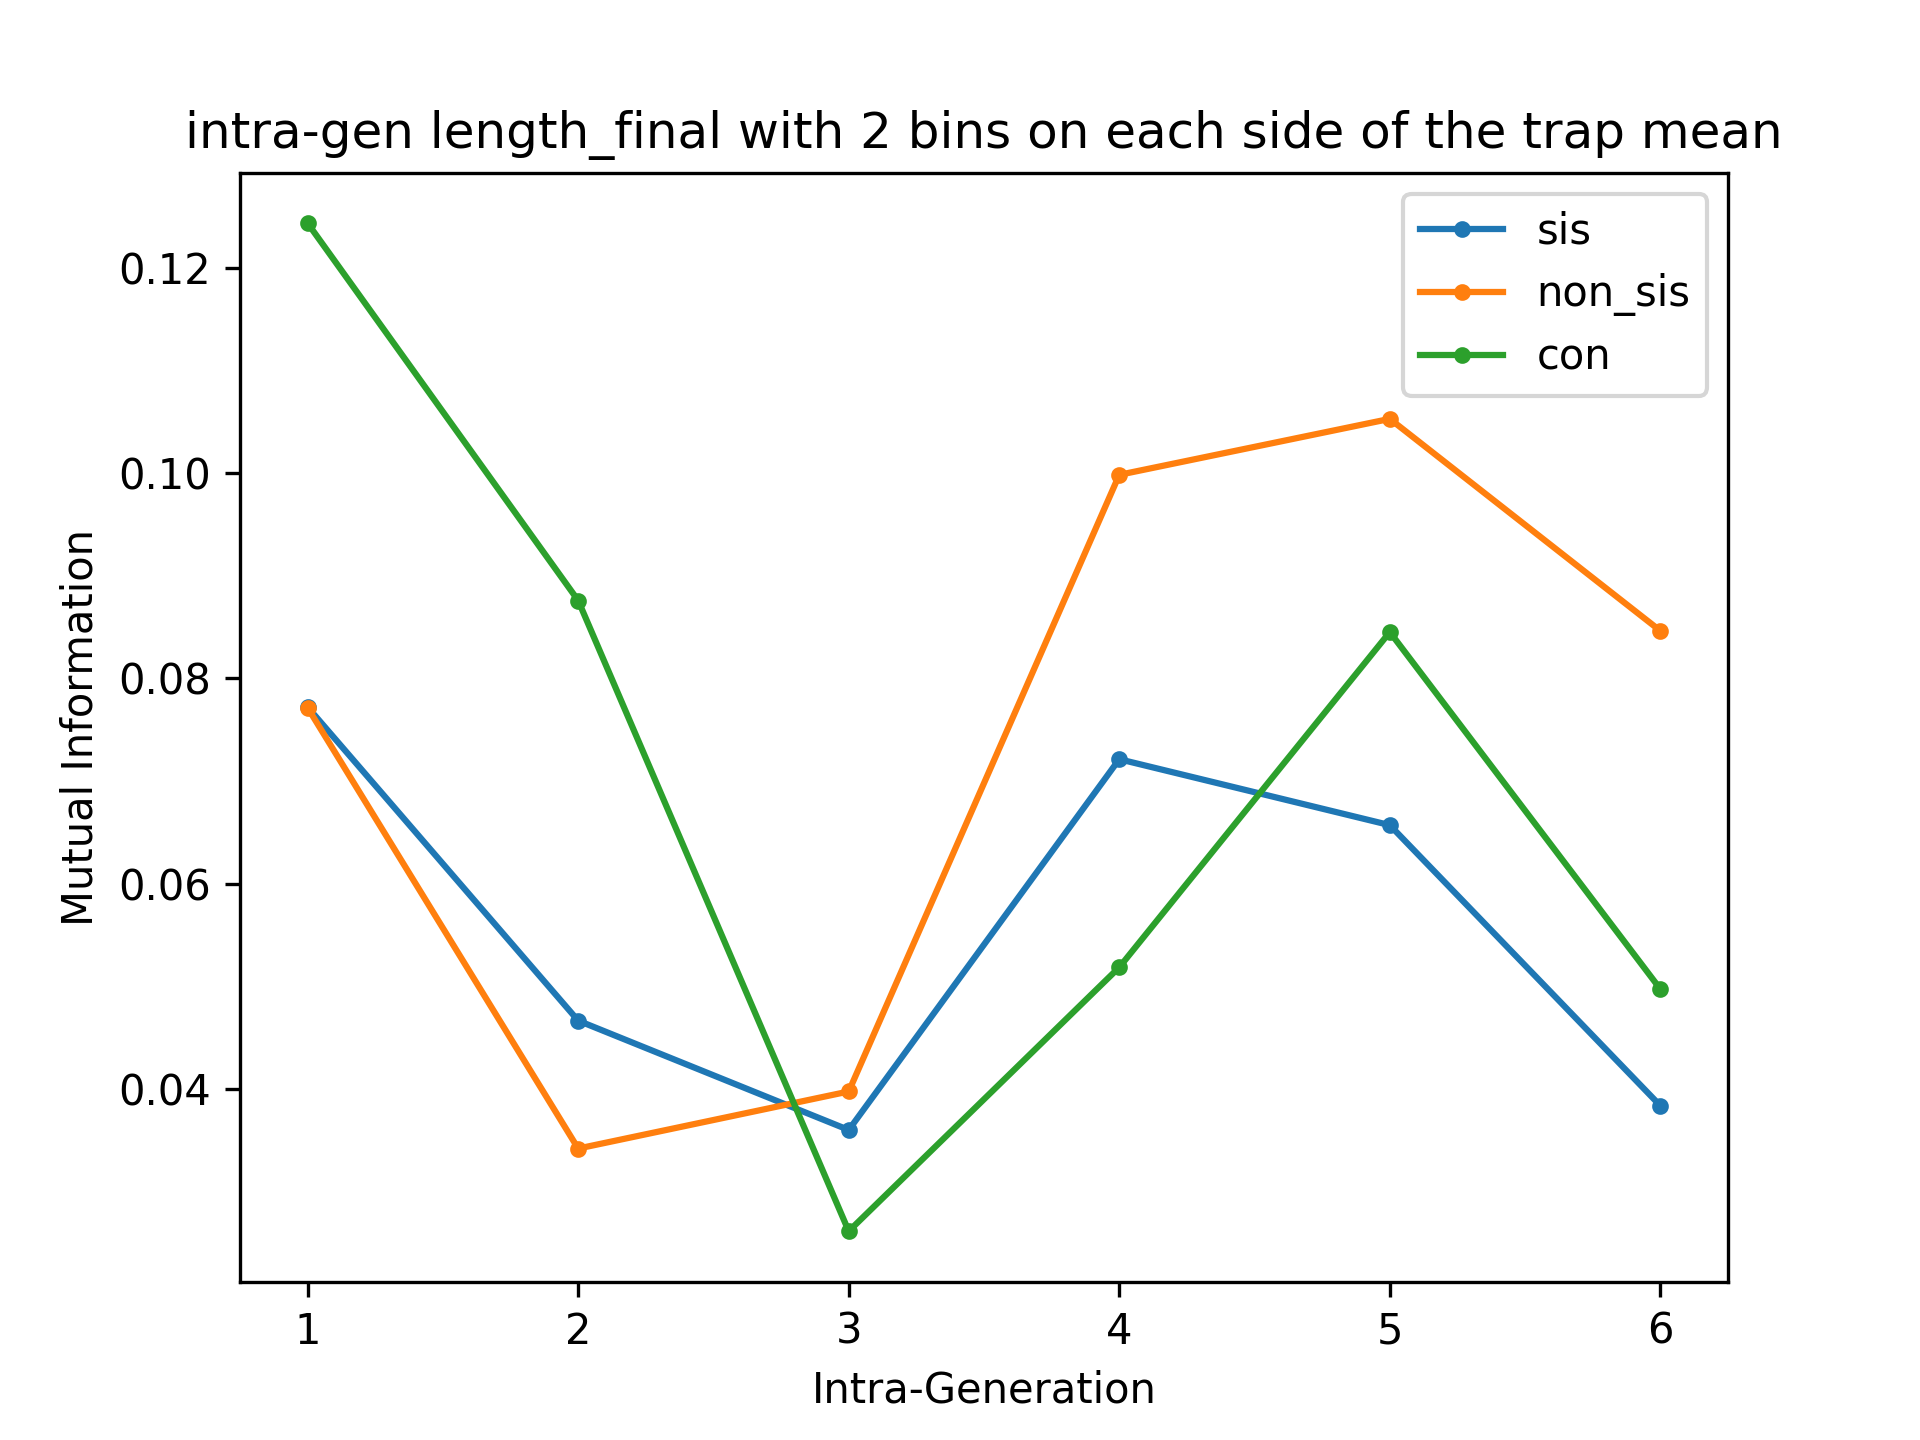 intra-gen length_final with 2 bins on each side of the trap mean
sis
non_sis
con
0.12
0.10
0.08
0.06
0.04
Mutual Information
1 2 3 4 5 6
Intra-Generation